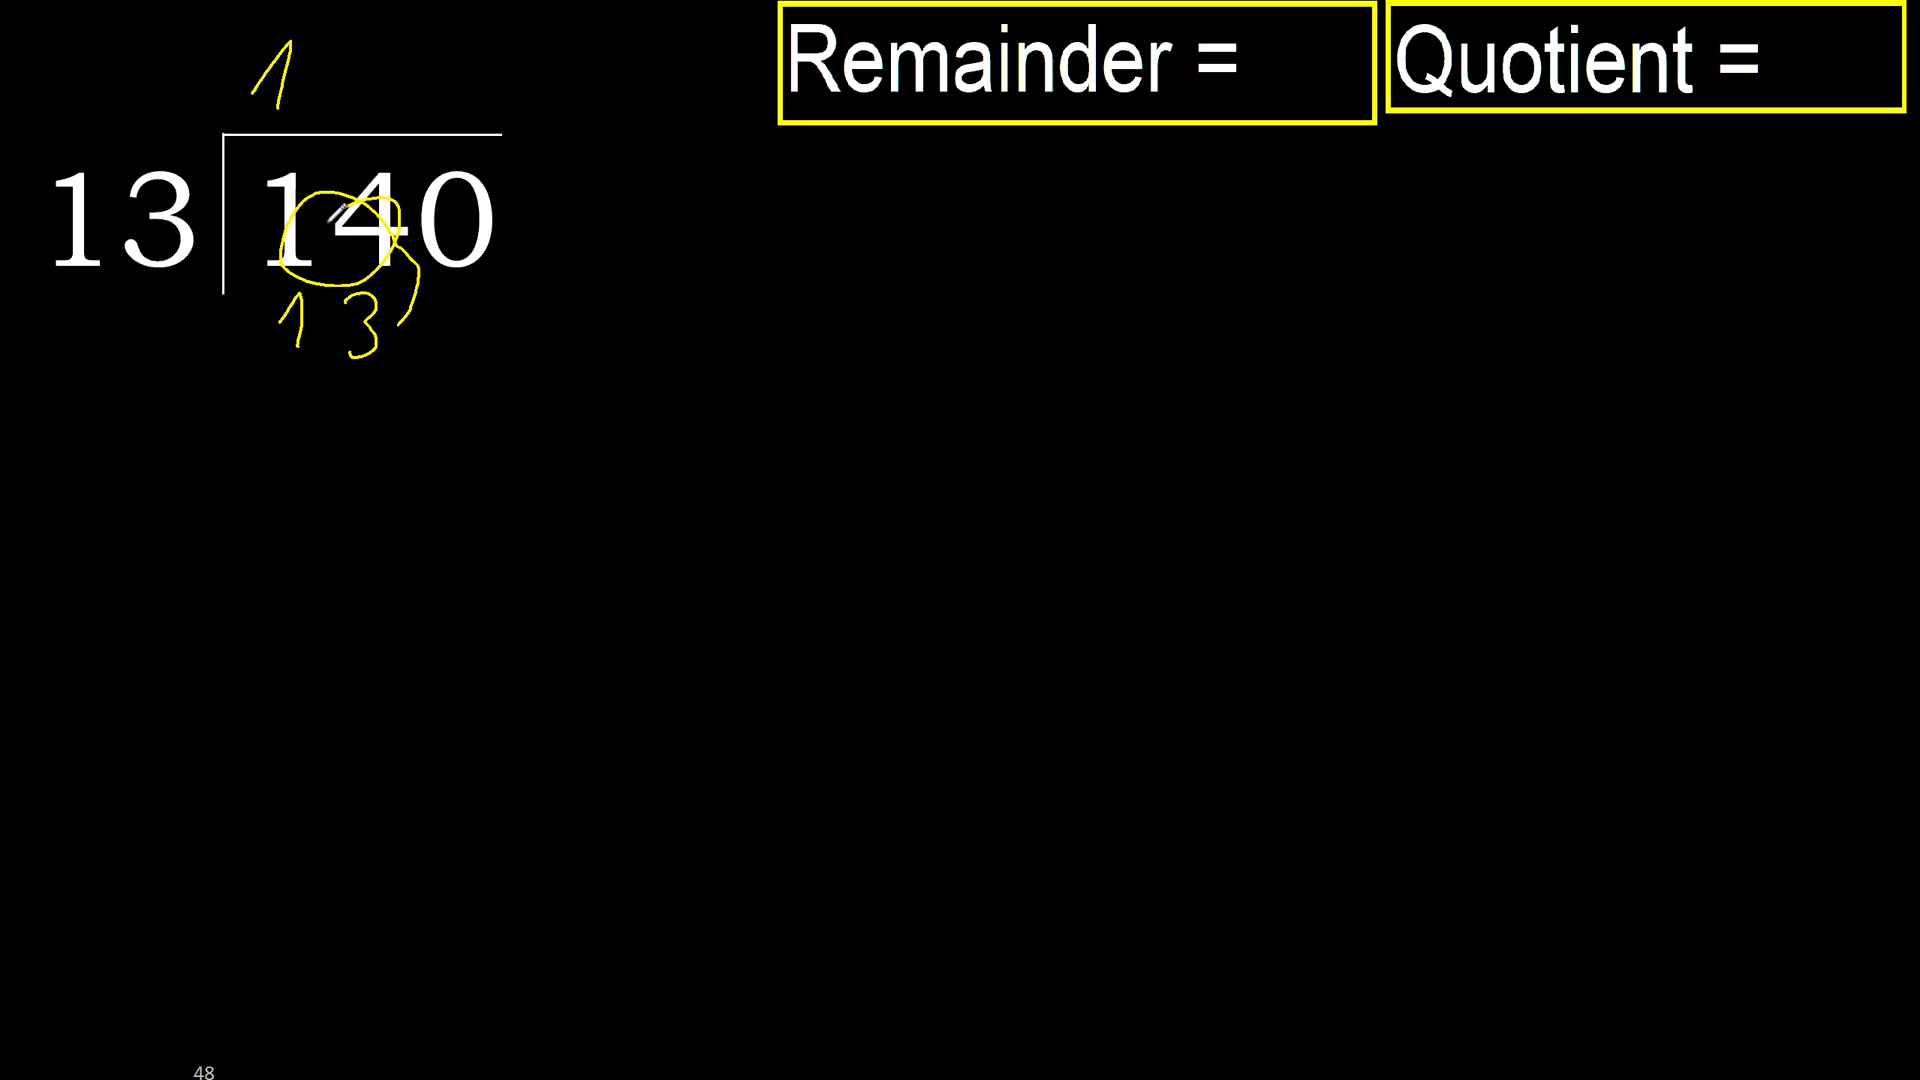 1
Remainder =
Quotient =
13 140
13
48